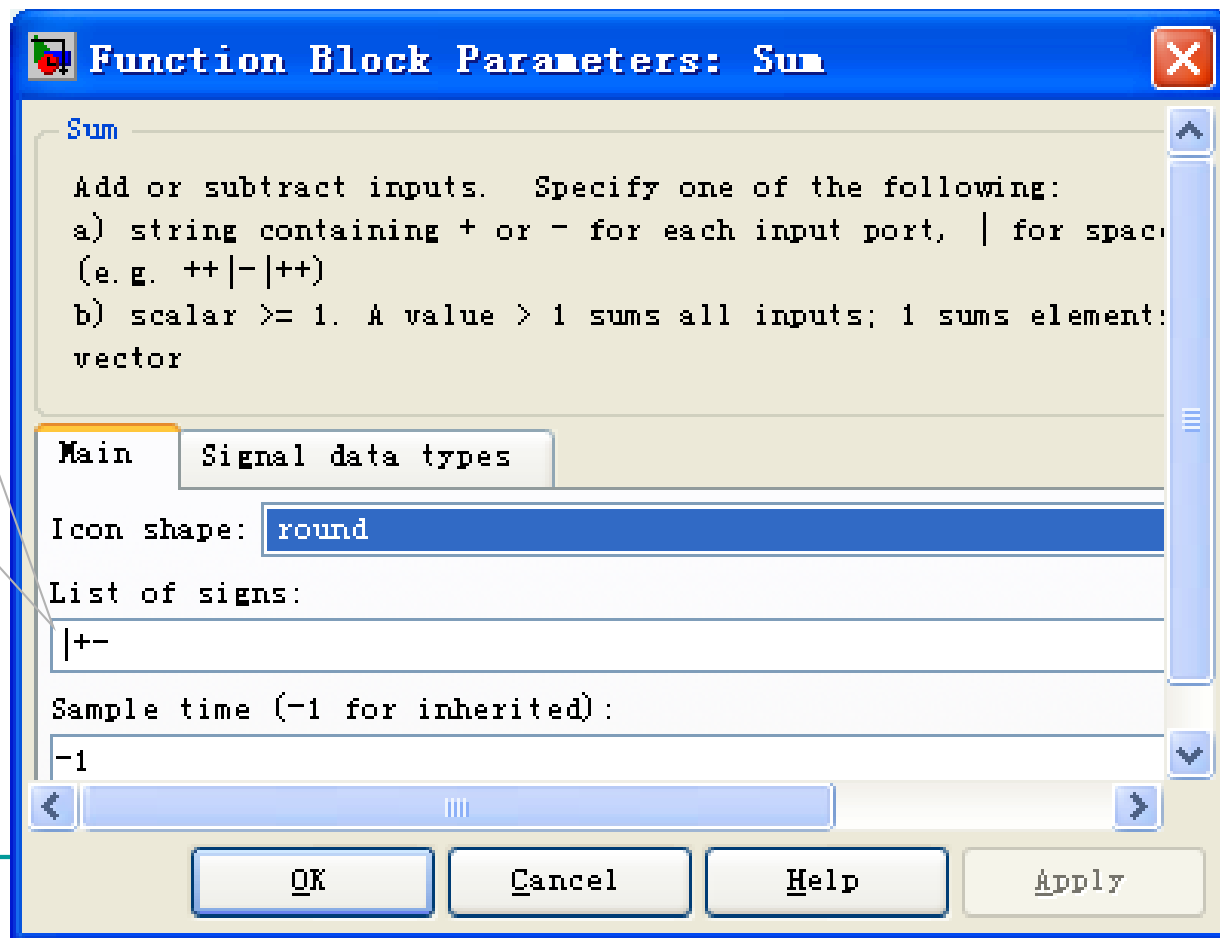 Function Block Parameters: Sum
Sum
Add or subtract inputs.  Specify one of the following:
a) string containing + or - for each input port, | for spac
(e.g. ++|-|++)
b) scalar >= 1. A value > 1 sums all inputs; 1 sums element
vector
Main
Signal data types
Icon shape: round
List of signs:
|+-
Sample time (-1 for inherited):
-1
OK
Cancel
Help
Apply